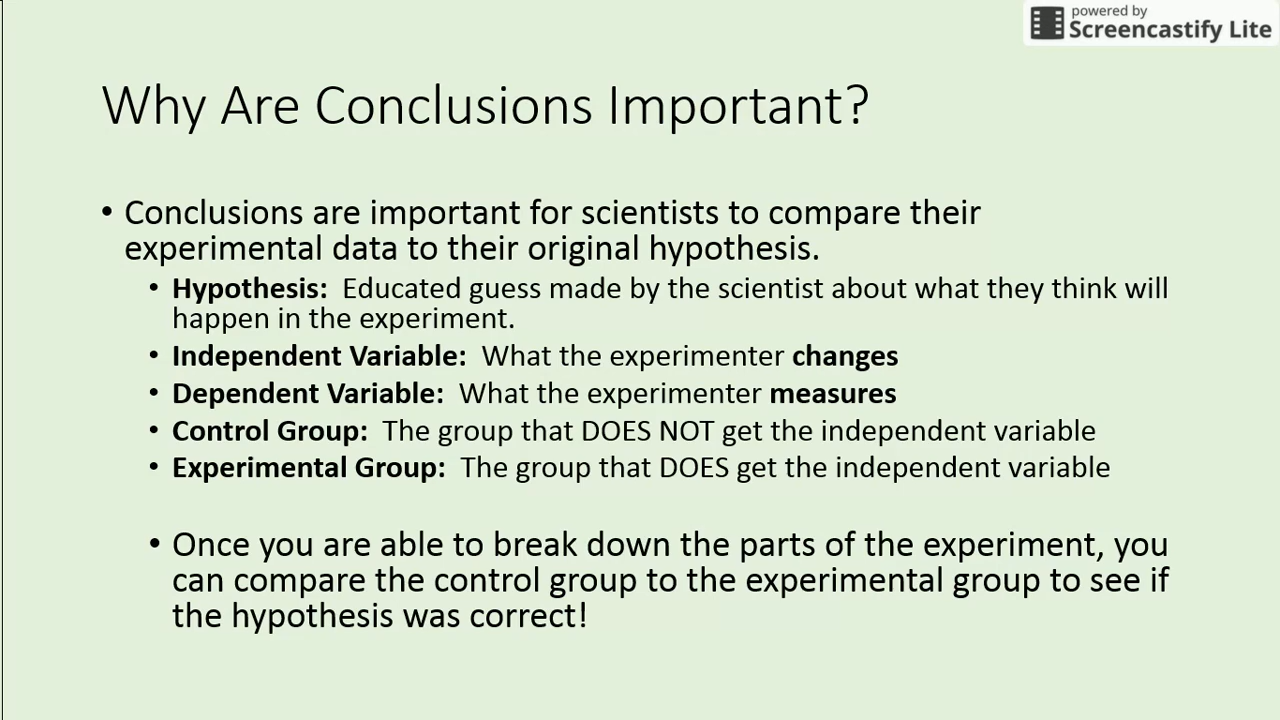 powered by
Screencastify Lite
Why Are Conclusions Important?
• Conclusions are important for scientists to compare their
experimental data to their original hypothesis.
• Hypothesis: Educated guess made by the scientist about what they think will
happen in the experiment.
• Independent Variable: What the experimenter changes
• Dependent Variable: What the experimenter measures
• Control Group: The group that DOES NOT get the independent variable
• Experimental Group: The group that DOES get the independent variable
• Once you are able to break down the parts of the experiment, you
can compare the control group to the experimental group to see if
the hypothesis was correct!